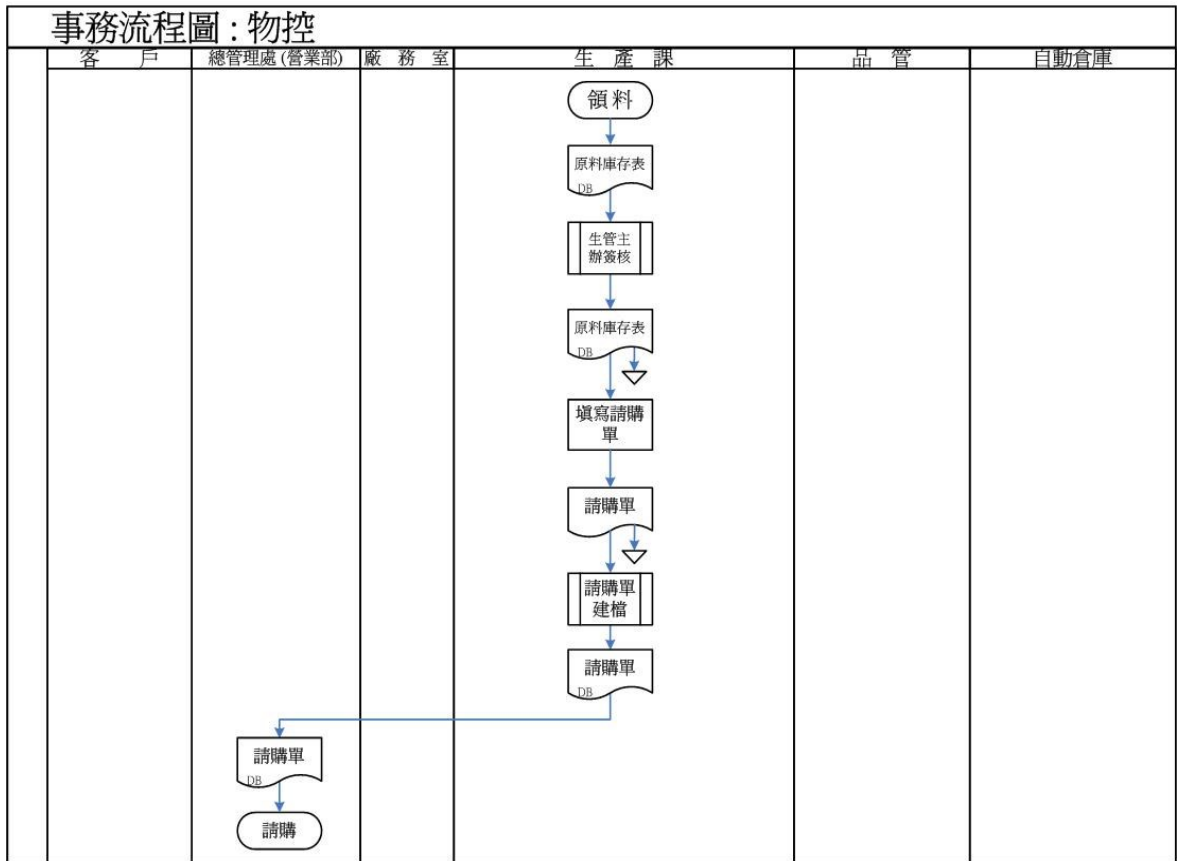 事務流程圖 : 物控
客 戶
總管理處 (營業部)
廠 務 室
生 產 課
品 管
自動倉庫
領 料
原料庫存表
DB
生管主
辦簽核
原料庫存表
DB
填寫請購
單
請購單
請購單
建檔
請購單
DB
請購單
DB
請購